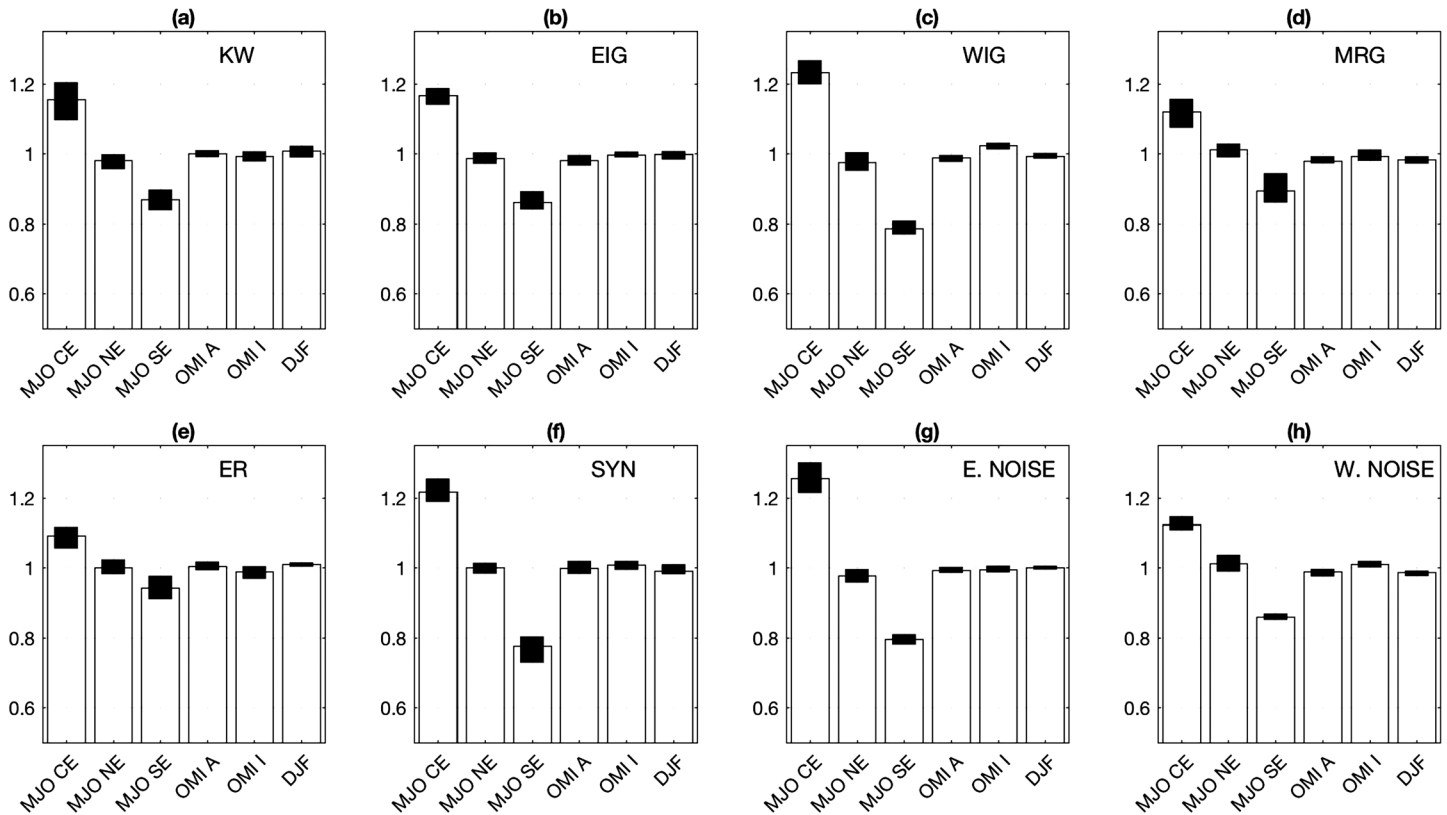 (a) (b) (c) (d)
KW EIG WIG MRG
1.2 1.2 1.2 1.2
1 1 1 1
0.8 0.8 0.8 0.8
0.6 0.6 0.6 0.6
MJO CE MJO NE MJO SE OMI A OMI I DJF MJO CE MJO NE MJO SE OMI A OMI I DJF MJO CE MJO NE MJO SE OMI A OMI I DJF MJO CE MJO NE MJO SE OMI A OMI I DJF
(e) (f) (g) (h)
ER SYN E. NOISE W. NOISE
1.2 1.2 1.2 1.2
1 1 1 1
0.8 0.8 0.8 0.8
0.6 0.6 0.6 0.6
MJO CE MJO NE MJO SE OMI A OMI I DJF MJO CE MJO NE MJO SE OMI A OMI I DJF MJO CE MJO NE MJO SE OMI A OMI I DJF MJO CE MJO NE MJO SE OMI A OMI I DJF